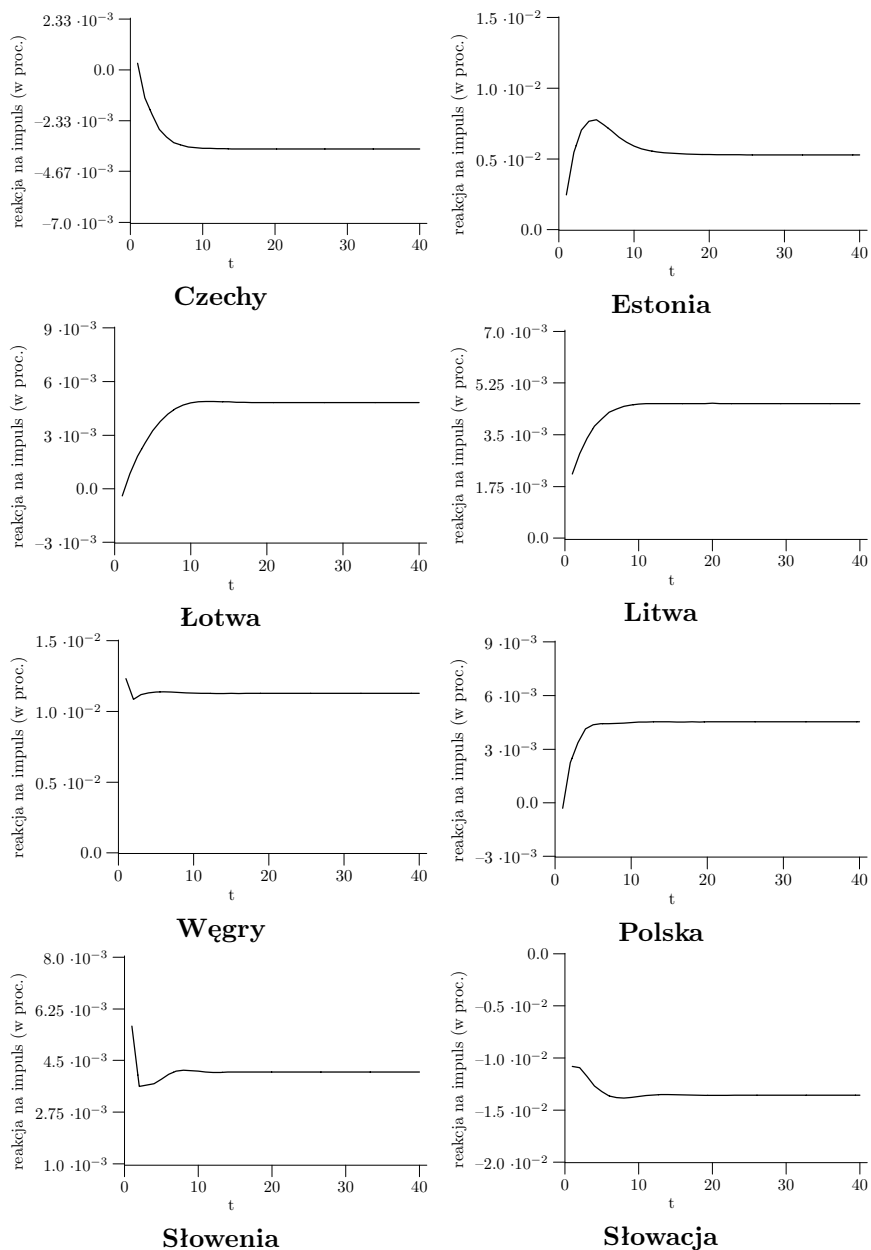 reakcja na impuls (w proc.)
2.33 ·10−3
0.0
−2.33 ·10−3
−4.67 ·10−3
−7.0 ·10−3
0 10 20 30 40
t
Czechy
reakcja na impuls (w proc.)
1.5 ·10−2
1.0 ·10−2
0.5 ·10−2
0.0
0 10 20 30 40
t
Estonia
reakcja na impuls (w proc.)
9 ·10−3
6 ·10−3
3 ·10−3
0.0
−3 ·10−3
0 10 20 30 40
t
Łotwa
reakcja na impuls (w proc.)
7.0 ·10−3
5.25 ·10−3
3.5 ·10−3
1.75 ·10−3
0.0
0 10 20 30 40
t
Litwa
reakcja na impuls (w proc.)
1.5 ·10−2
1.0 ·10−2
0.5 ·10−2
0.0
0 10 20 30 40
t
Węgry
reakcja na impuls (w proc.)
9 ·10−3
6 ·10−3
3 ·10−3
0.0
−3 ·10−3
0 10 20 30 40
t
Polska
reakcja na impuls (w proc.)
8.0 ·10−3
6.25 ·10−3
4.5 ·10−3
2.75 ·10−3
1.0 ·10−3
0 10 20 30 40
t
Słowenia
reakcja na impuls (w proc.)
0.0
−0.5 ·10−2
−1.0 ·10−2
−1.5 ·10−2
−2.0 ·10−2
0 10 20 30 40
t
Słowacja